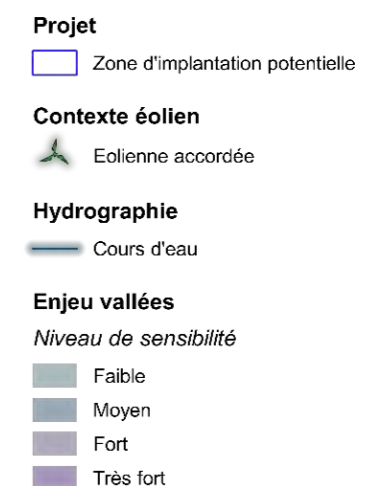 Projet
Zone d'implantation potentielle
Contexte éolien
Eolienne accordée
Hydrographie
Cours d'eau
Enjeu vallées
Niveau de sensibilité
Faible
Moyen
Fort
Très fort